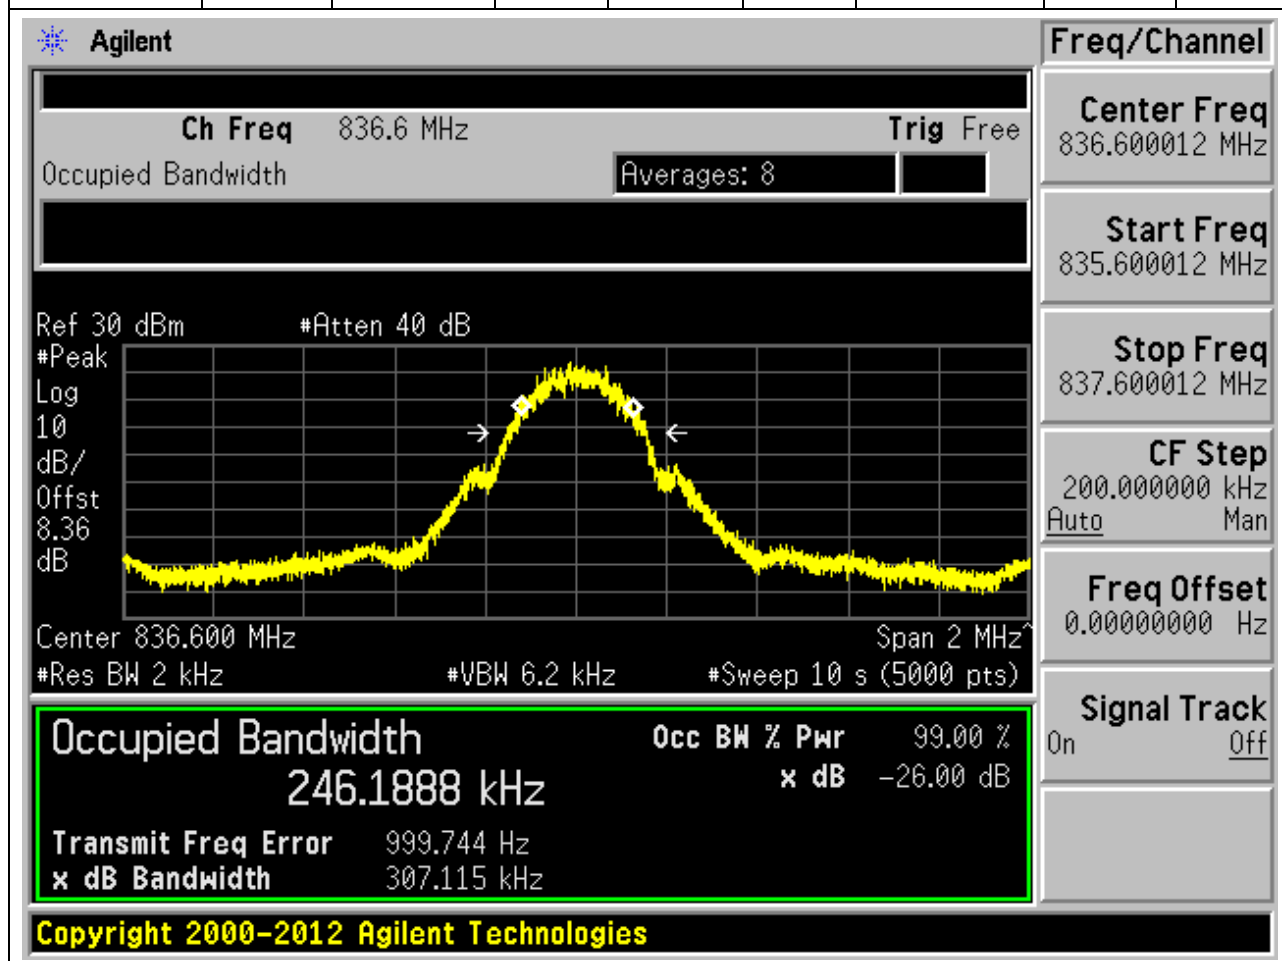 Agilent
Freq/Channel
Ch Freq 836.6 MHz Trig Free
Occupied Bandwidth Averages: 8
Center Freq
836.600012 MHz
Start Freq
835.600012 MHz
Stop Freq
837.600012 MHz
CF Step
200.000000 kHz
Auto Man
Freq Offset
0.00000000 Hz
Signal Track
On Off
Ref 30 dBm #Atten 40 dB
#Peak
Log
10
dB/
Offst
8.36
dB
Center 836.600 MHz Span 2 MHz^
#Res BW 2 kHz #VBW 6.2 kHz #Sweep 10 s (5000 pts)
Occupied Bandwidth Occ BW % Pwr 99.00 %
246.1888 kHz x dB -26.00 dB
Transmit Freq Error 999.744 Hz
x dB Bandwidth 307.115 kHz
Copyright 2000-2012 Agilent Technologies